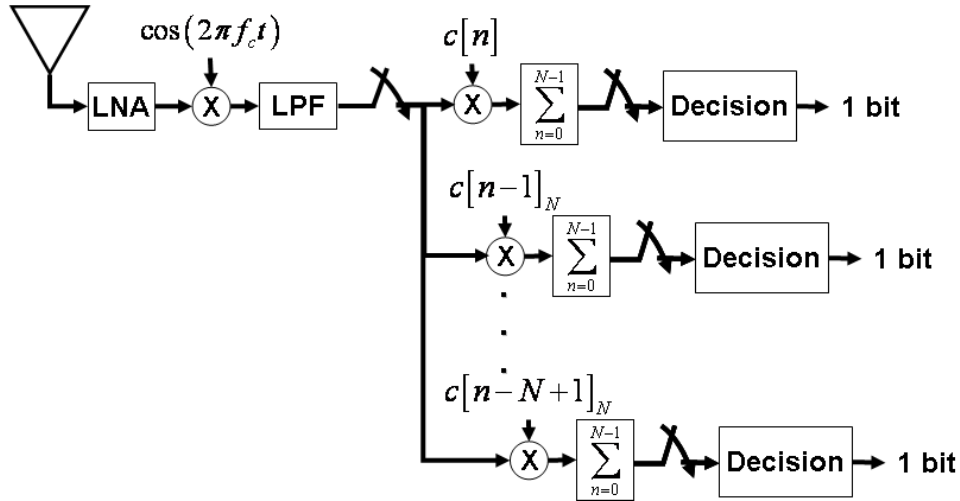 cos(2πf_c t)
c[n]
LNA
X
LPF
X
N−1
∑
n=0
Decision
1 bit
c[n−1]_N
X
N−1
∑
n=0
Decision
1 bit
c[n−N+1]_N
X
N−1
∑
n=0
Decision
1 bit